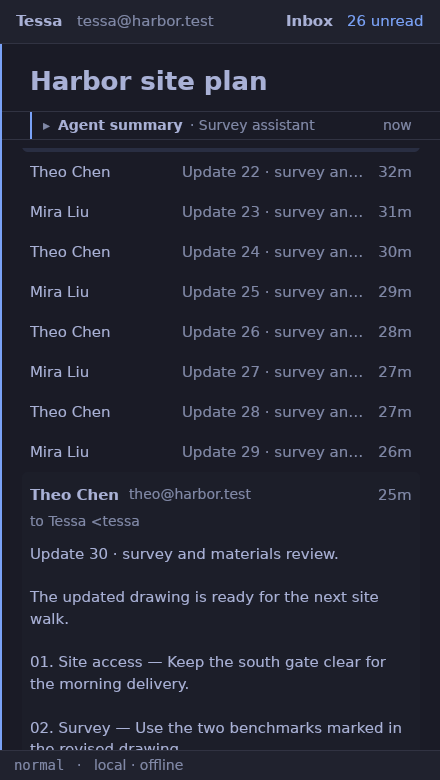 Tessa tessa@harbor.test Inbox 26 unread
Harbor site plan
▸ Agent summary · Survey assistant now
Theo Chen Update 22 · survey an… 32m
Mira Liu Update 23 · survey an… 31m
Theo Chen Update 24 · survey an… 30m
Mira Liu Update 25 · survey an… 29m
Theo Chen Update 26 · survey an… 28m
Mira Liu Update 27 · survey an… 27m
Theo Chen Update 28 · survey an… 27m
Mira Liu Update 29 · survey an… 26m
Theo Chen theo@harbor.test 25m
to Tessa <tessa
Update 30 · survey and materials review.
The updated drawing is ready for the next site
walk.
01. Site access — Keep the south gate clear for
the morning delivery.
02. Survey — Use the two benchmarks marked in
the revised drawing.
normal · local · offline